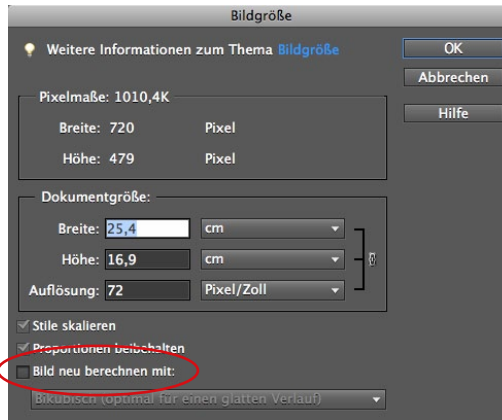 Bildgröße
Weitere Informationen zum Thema Bildgröße
OK
Abbrechen
Hilfe
Pixelmaße: 1010,4K
Breite: 720 Pixel
Höhe: 479 Pixel
Dokumentgröße:
Breite: 25,4 cm
Höhe: 16,9 cm
Auflösung: 72 Pixel/Zoll
Stile skalieren
Proportionen beibehalten
Bild neu berechnen mit:
Bikubisch (optimal für einen glatten Verlauf)